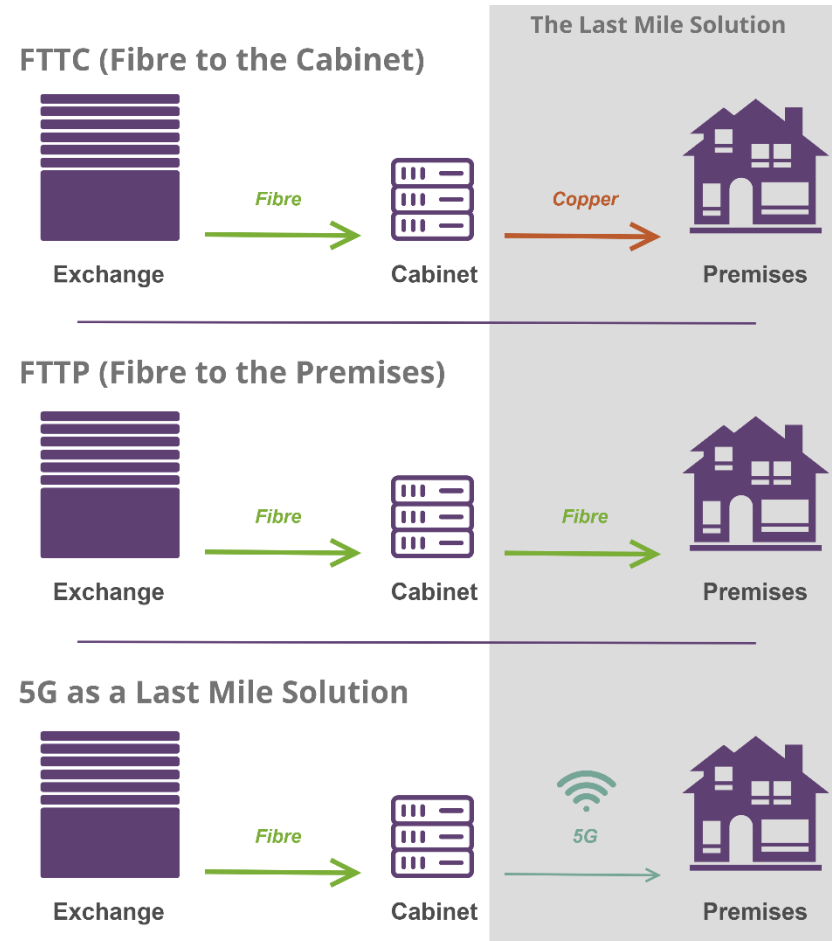 The Last Mile Solution
FTTC (Fibre to the Cabinet)
Fibre
Copper
Exchange
Cabinet
Premises
FTTP (Fibre to the Premises)
Fibre
Fibre
Exchange
Cabinet
Premises
5G as a Last Mile Solution
Fibre
5G
Exchange
Cabinet
Premises